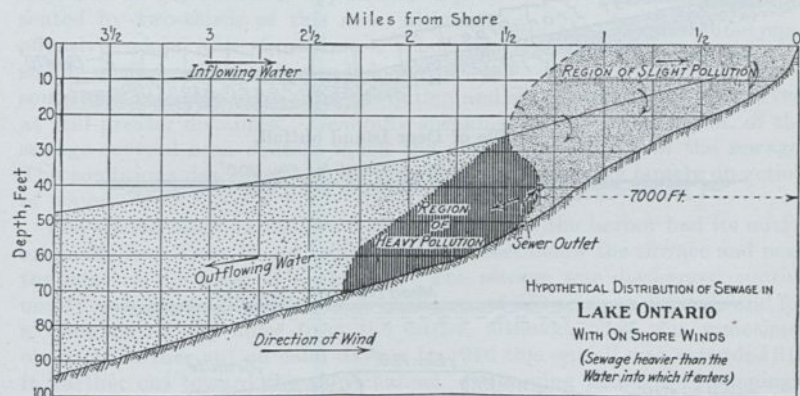 Miles from Shore
3½ 3 2½ 2 1½ 1 ½ 0
Depth, Feet
0
10
20
30
40
50
60
70
80
90
100
Inflowing Water
REGION OF SLIGHT POLLUTION
7000 Ft.
REGION
OF
HEAVY POLLUTION
Sewer Outlet
Outflowing Water
Direction of Wind
HYPOTHETICAL DISTRIBUTION OF SEWAGE IN
LAKE ONTARIO
WITH ON SHORE WINDS
(Sewage heavier than the
Water into which it enters)